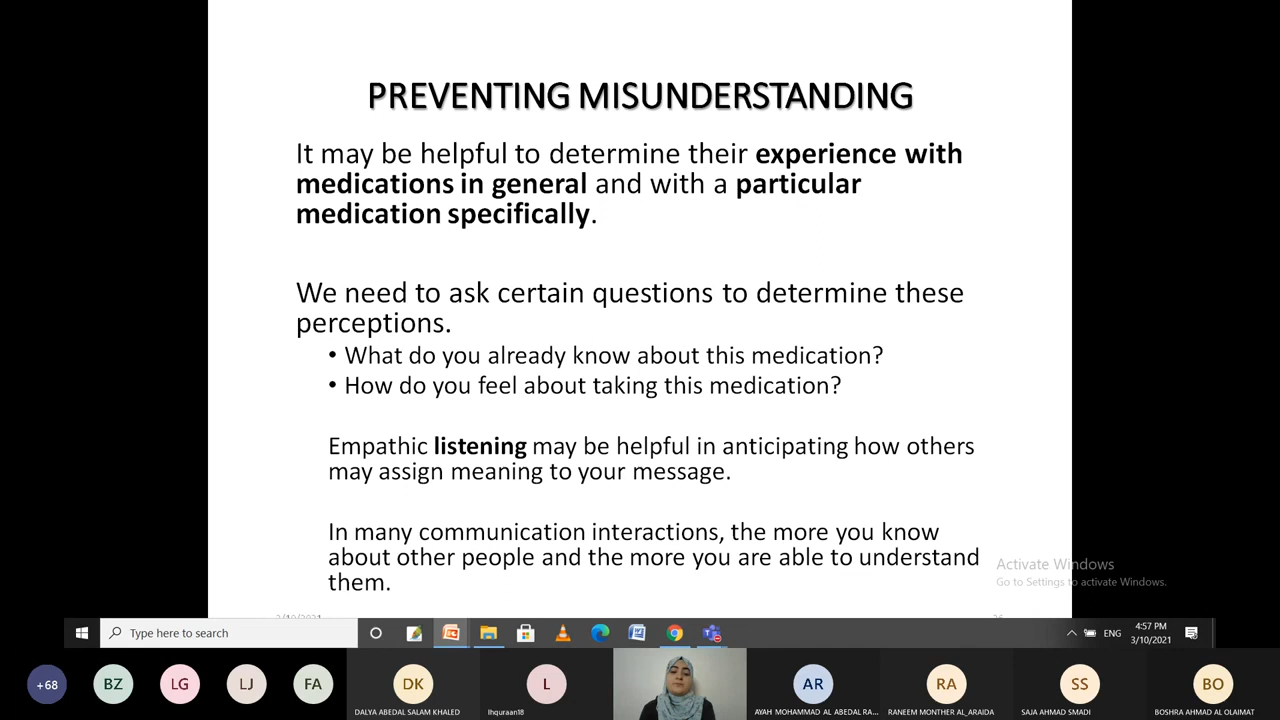 PREVENTING MISUNDERSTANDING
It may be helpful to determine their experience with
medications in general and with a particular
medication specifically.
We need to ask certain questions to determine these
perceptions.
• What do you already know about this medication?
• How do you feel about taking this medication?
Empathic listening may be helpful in anticipating how others
may assign meaning to your message.
In many communication interactions, the more you know
about other people and the more you are able to understand
them.
Activate Windows
Go to Settings to activate Windows.
Type here to search
ENG
4:57 PM
3/10/2021
+68
BZ
LG
LJ
FA
DK
L
AR
RA
SS
BO
DALYA ABEDAL SALAM KHALED
lhquraan18
AYAH MOHAMMAD AL ABEDAL RA...
RANEEM MONTHER AL_ARAIDA
SAJA AHMAD SMADI
BOSHRA AHMAD AL OLAIMAT